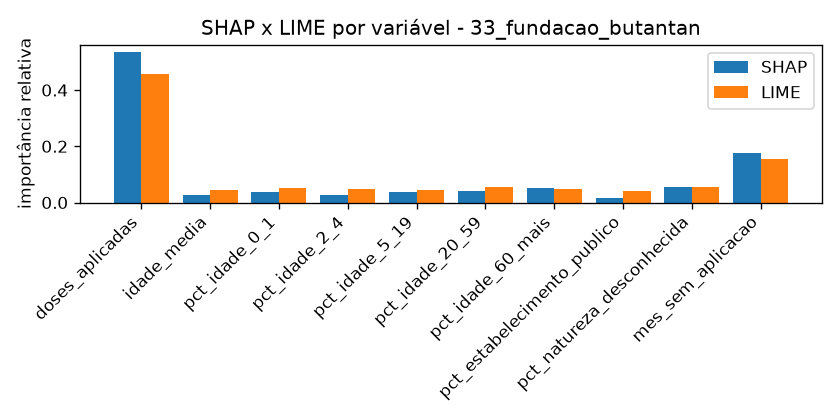 SHAP x LIME por variável - 33_fundacao_butantan
importância relativa
0.4
0.2
0.0
SHAP
LIME
doses_aplicadas
idade_media
pct_idade_0_1
pct_idade_2_4
pct_idade_5_19
pct_idade_20_59
pct_idade_60_mais
pct_estabelecimento_publico
pct_natureza_desconhecida
mes_sem_aplicacao